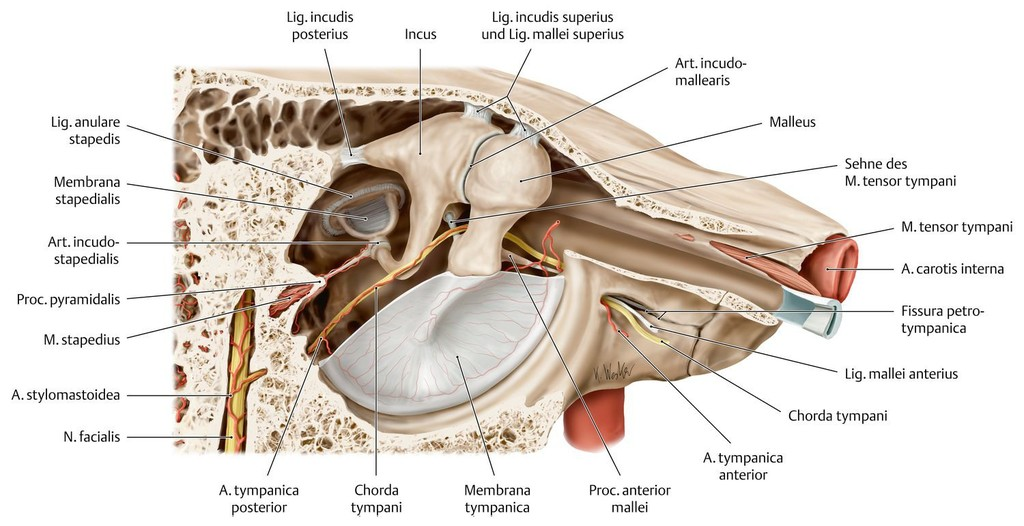 Lig. incudis
posterius
Incus
Lig. incudis superius
und Lig. mallei superius
Art. incudo-
mallearis
Malleus
Sehne des
M. tensor tympani
M. tensor tympani
A. carotis interna
Fissura petro-
tympanica
Lig. mallei anterius
Chorda tympani
A. tympanica
anterior
Proc. anterior
mallei
Membrana
tympanica
Chorda
tympani
A. tympanica
posterior
N. facialis
A. stylomastoidea
M. stapedius
Proc. pyramidalis
Art. incudo-
stapedialis
Membrana
stapedialis
Lig. anulare
stapedis